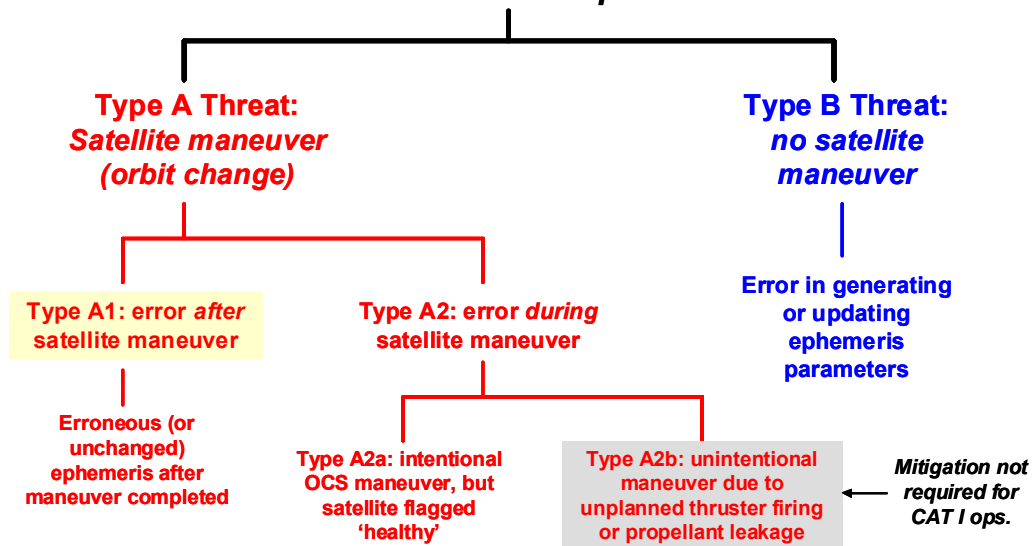 Type A Threat:
Satellite maneuver
(orbit change)
Type B Threat:
no satellite
maneuver
Type A1: error after
satellite maneuver
Type A2: error during
satellite maneuver
Error in generating
or updating
ephemeris
parameters
Erroneous (or
unchanged)
ephemeris after
maneuver completed
Type A2a: intentional
OCS maneuver, but
satellite flagged
‘healthy’
Type A2b: unintentional
maneuver due to
unplanned thruster firing
or propellant leakage
Mitigation not
required for
CAT I ops.